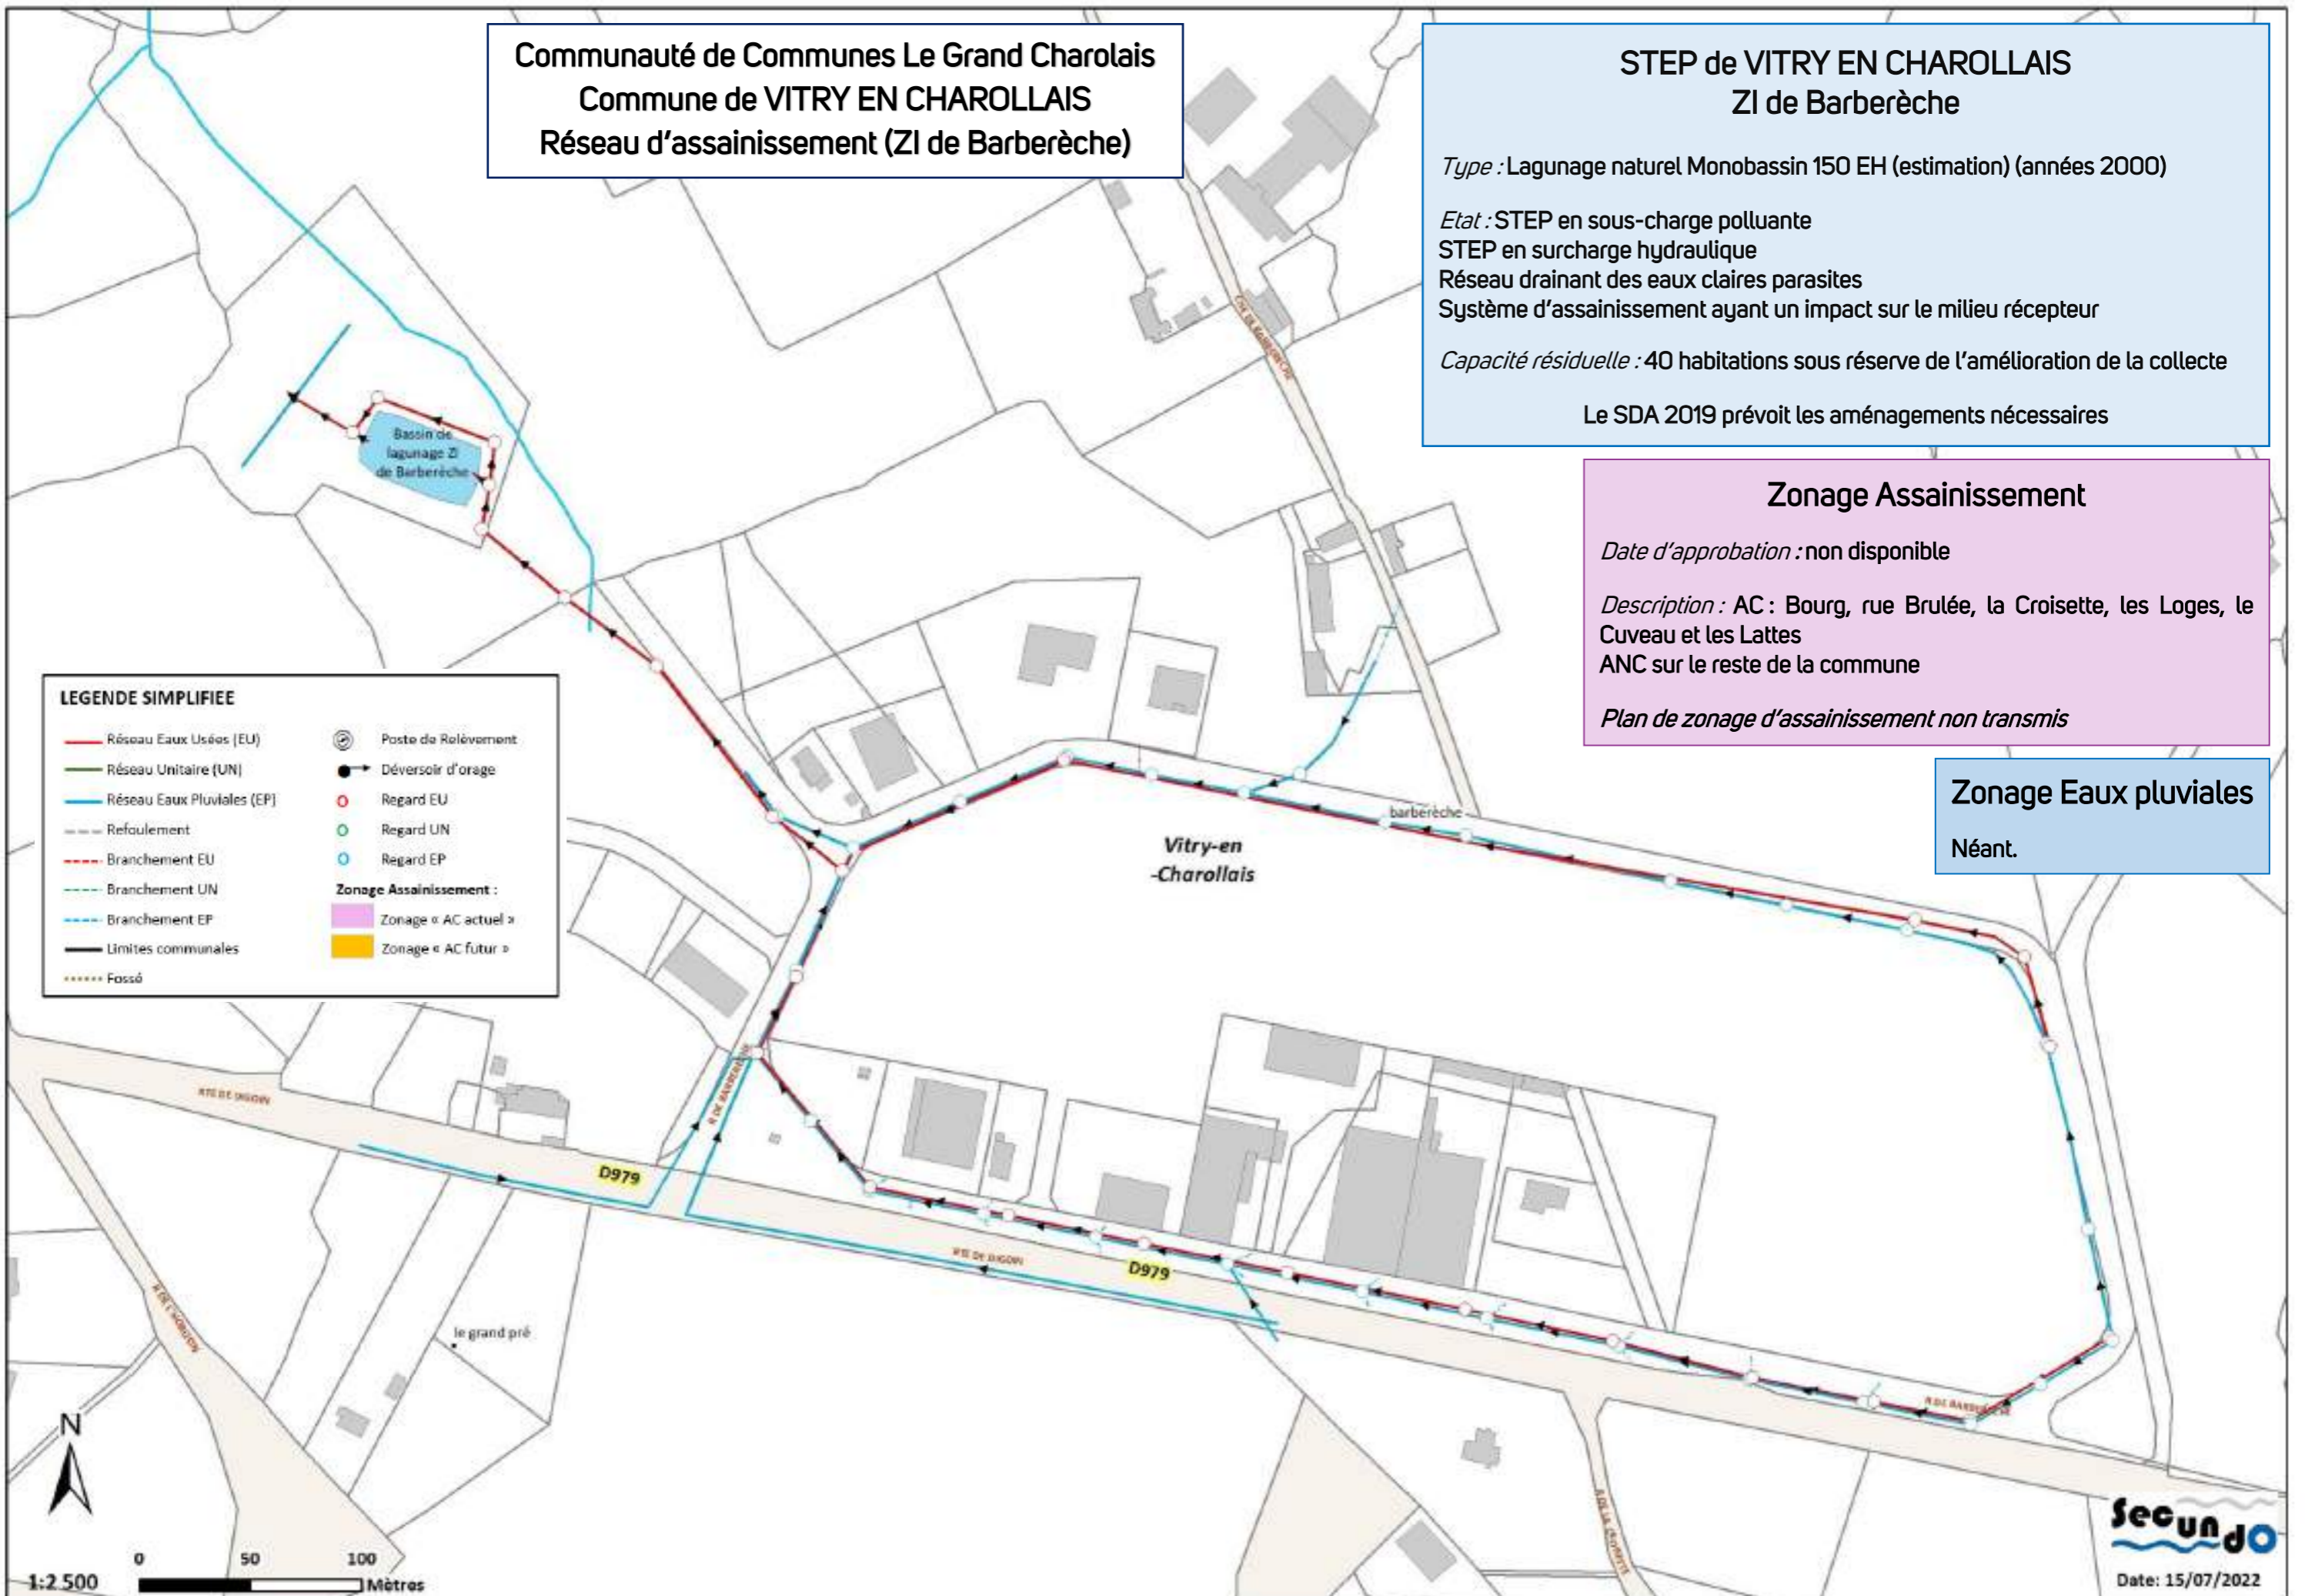 Communauté de Communes Le Grand Charolais
Commune de VITRY EN CHAROLLAIS
Réseau d'assainissement (ZI de Barberèche)
STEP de VITRY EN CHAROLLAIS
ZI de Barberèche
Type : Lagunage naturel Monobassin 150 EH (estimation) (années 2000)
Etat : STEP en sous-charge polluante
STEP en surcharge hydraulique
Réseau drainant des eaux claires parasites
Système d'assainissement ayant un impact sur le milieu récepteur
Capacité résiduelle : 40 habitations sous réserve de l'amélioration de la collecte
Le SDA 2019 prévoit les aménagements nécessaires
Zonage Assainissement
Date d'approbation : non disponible
Description : AC : Bourg, rue Brulée, la Croisette, les Loges, le
Cuveau et les Lattes
ANC sur le reste de la commune
Plan de zonage d'assainissement non transmis
Zonage Eaux pluviales
Néant.
Bassin de
lagunage ZI
de Barberèche
LEGENDE SIMPLIFIEE
Réseau Eaux Usées (EU)
Réseau Unitaire (UN)
Réseau Eaux Pluviales (EP)
Refoulement
Branchement EU
Branchement UN
Branchement EP
Limites communales
Fossé
Poste de Relèvement
Déversoir d'orage
Regard EU
Regard UN
Regard EP
Zonage Assainissement :
Zonage « AC actuel »
Zonage « AC futur »
barberèche
Vitry-en
-Charollais
RTE DE DIGOIN
R DE BARBERECHE
D979
RTE DE DIGOIN
D979
R DE BARBERECHE
le grand pré
N
0 50 100
1:2 500
Mètres
Secundo
Date: 15/07/2022